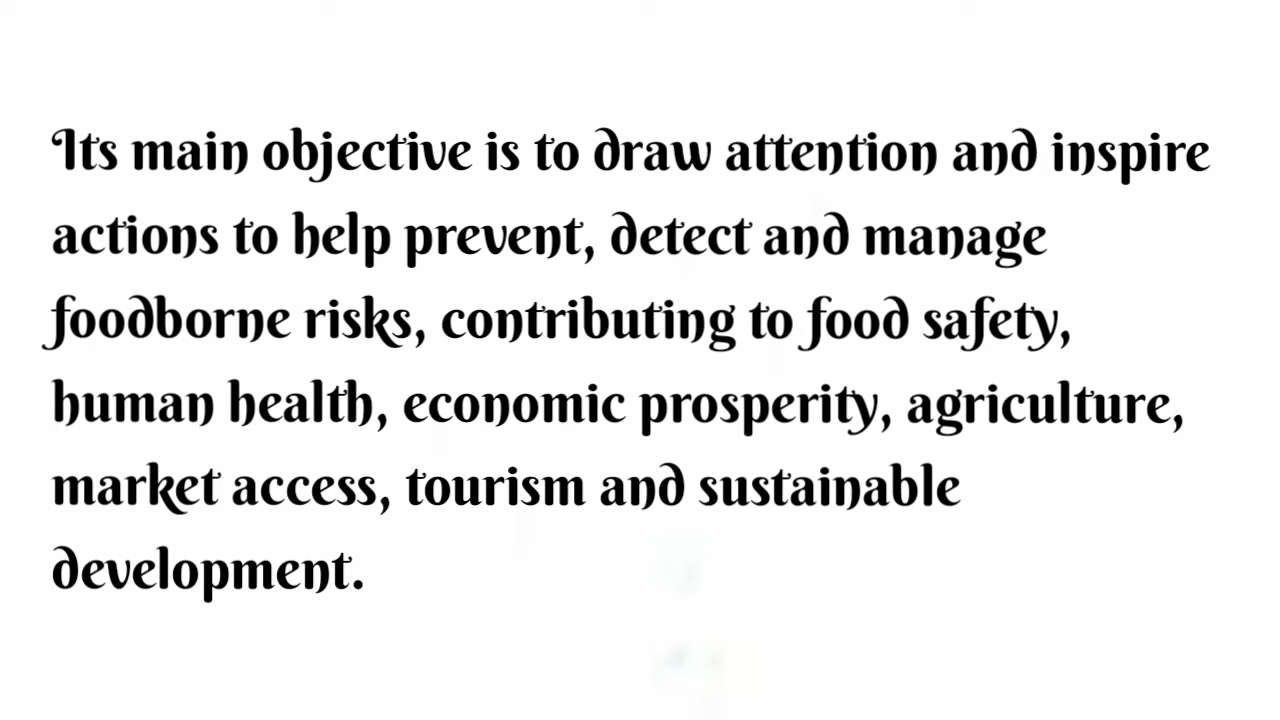 Its main objective is to draw attention and inspire
actions to help prevent, detect and manage
foodborne risks, contributing to food safety,
human health, economic prosperity, agriculture,
market access, tourism and sustainable
development.